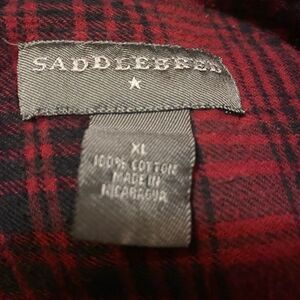 SADDLEBRED
XL
100% COTTON
MADE IN
NICARAGUA